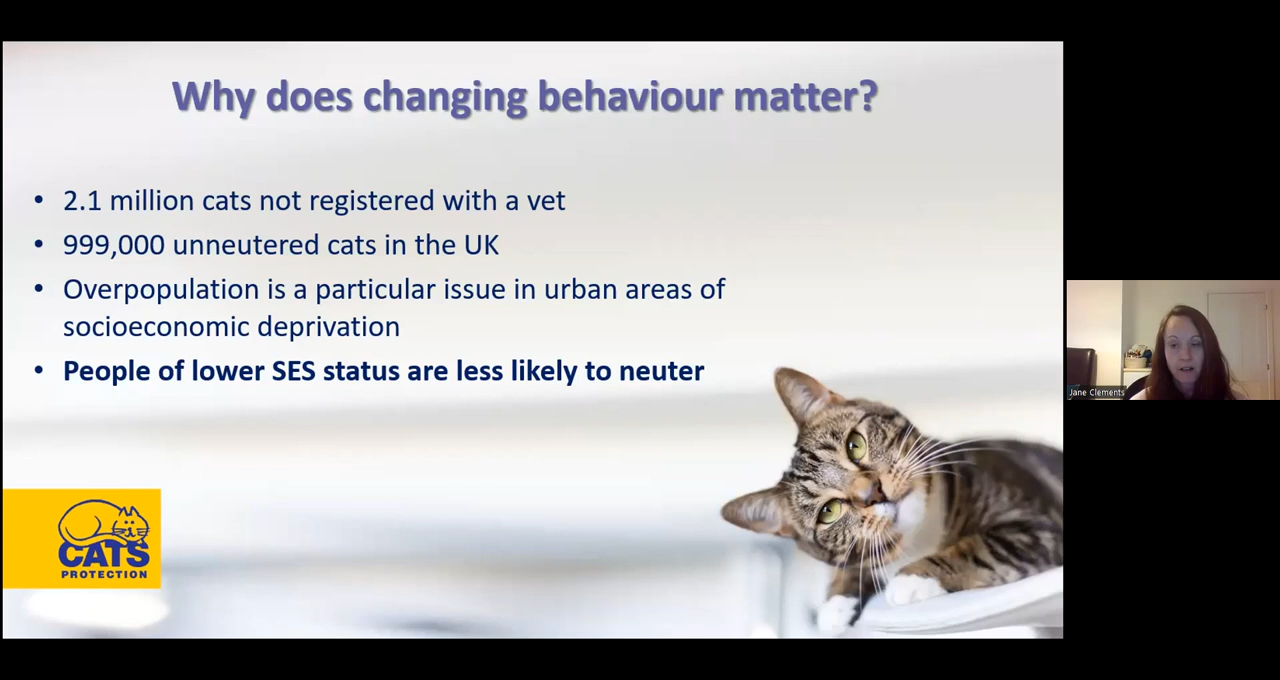 Why does changing behaviour matter?
• 2.1 million cats not registered with a vet
• 999,000 unneutered cats in the UK
• Overpopulation is a particular issue in urban areas of
socioeconomic deprivation
• People of lower SES status are less likely to neuter
CATS
PROTECTION
Jane Clements